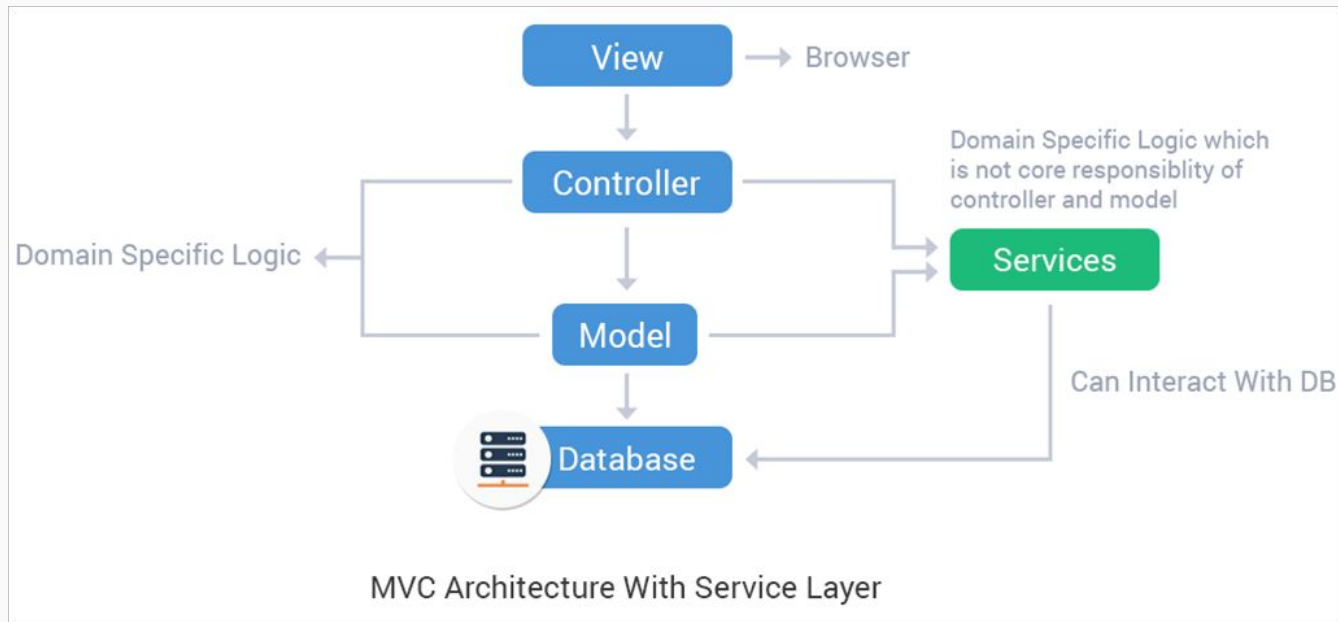 View
Browser
Domain Specific Logic which
is not core responsiblity of
controller and model
Controller
Domain Specific Logic
Services
Model
Can Interact With DB
Database
MVC Architecture With Service Layer